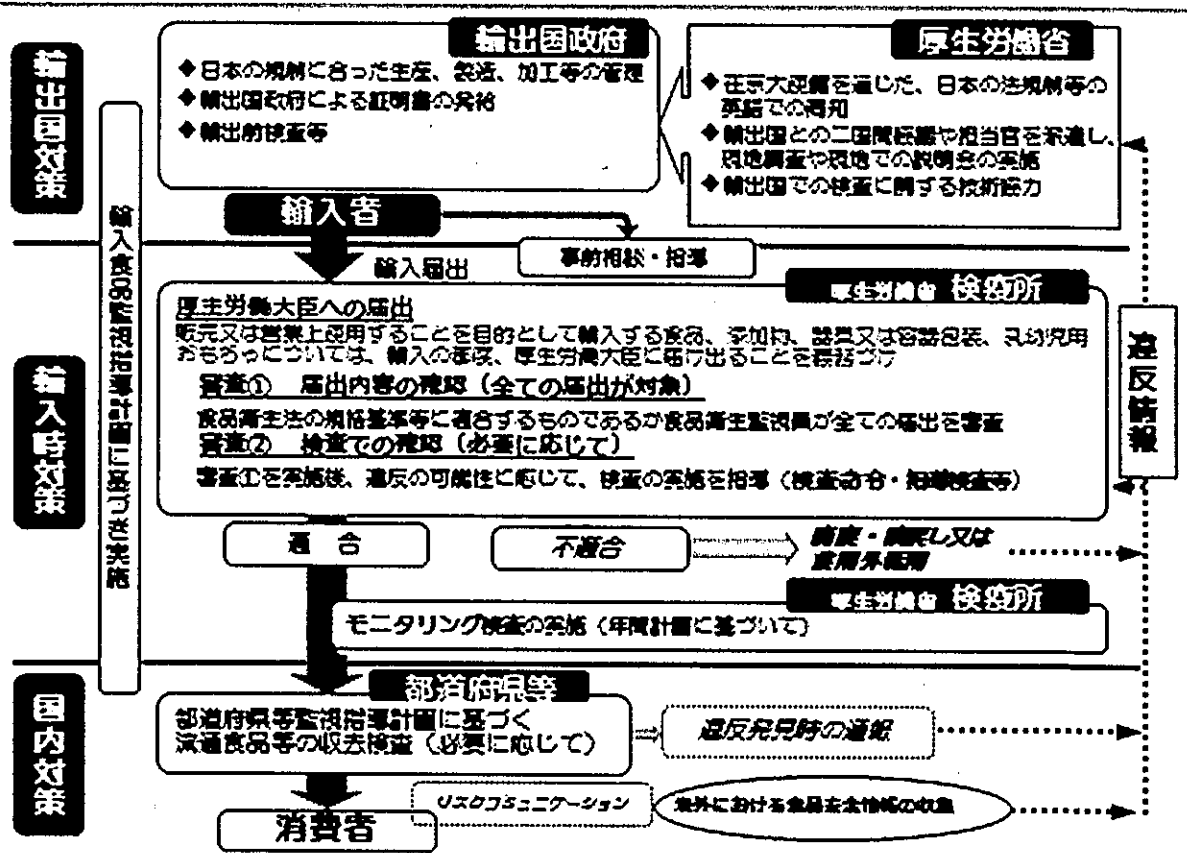 輸出国対策
輸出国政府
◆日本の規制に合った生産、製造、加工等の管理
◆輸出国政府による証明書の発給
◆輸出前検査等
厚生労働省
◆在京大使館を通じた、日本の法規制等の
英語での周知
◆輸出国との二国間協議や担当官を派遣し、
現地調査や現地での説明会の実施
◆輸出国での検査に関する技術協力
輸入食品監視指導計画に基づき実施
輸入者
事前相談・指導
輸入届出
輸入時対策
厚生労働省 検疫所
厚生労働大臣への届出
販売又は営業上使用することを目的として輸入する食品、添加物、器具又は容器包装、乳幼児用
おもちゃについては、輸入の都度、厚生労働大臣に届け出ることを義務づけ
審査① 届出内容の確認（全ての届出が対象）
食品衛生法の規格基準等に適合するものであるか食品衛生監視員が全ての届出を審査
審査② 検査での確認（必要に応じて）
審査①を実施後、違反の可能性に応じて、検査の実施を指導（検査命令・指導検査等）
違反情報
適合
不適合
廃棄・積戻し又は
食用外転用
厚生労働省 検疫所
モニタリング検査の実施（年間計画に基づいて）
国内対策
都道府県等
都道府県等監視指導計画に基づく
流通食品等の収去検査（必要に応じて）
違反発見時の通報
リスクコミュニケーション
海外における食品安全情報の収集
消費者